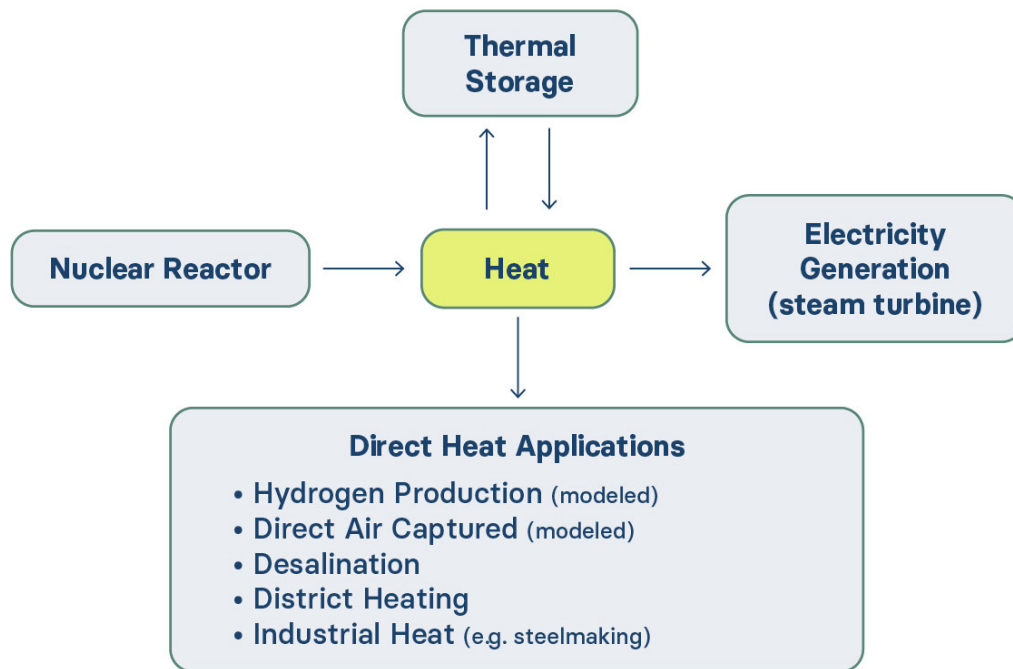 Thermal
Storage
Nuclear Reactor
Heat
Electricity
Generation
(steam turbine)
Direct Heat Applications
• Hydrogen Production (modeled)
• Direct Air Captured (modeled)
• Desalination
• District Heating
• Industrial Heat (e.g. steelmaking)